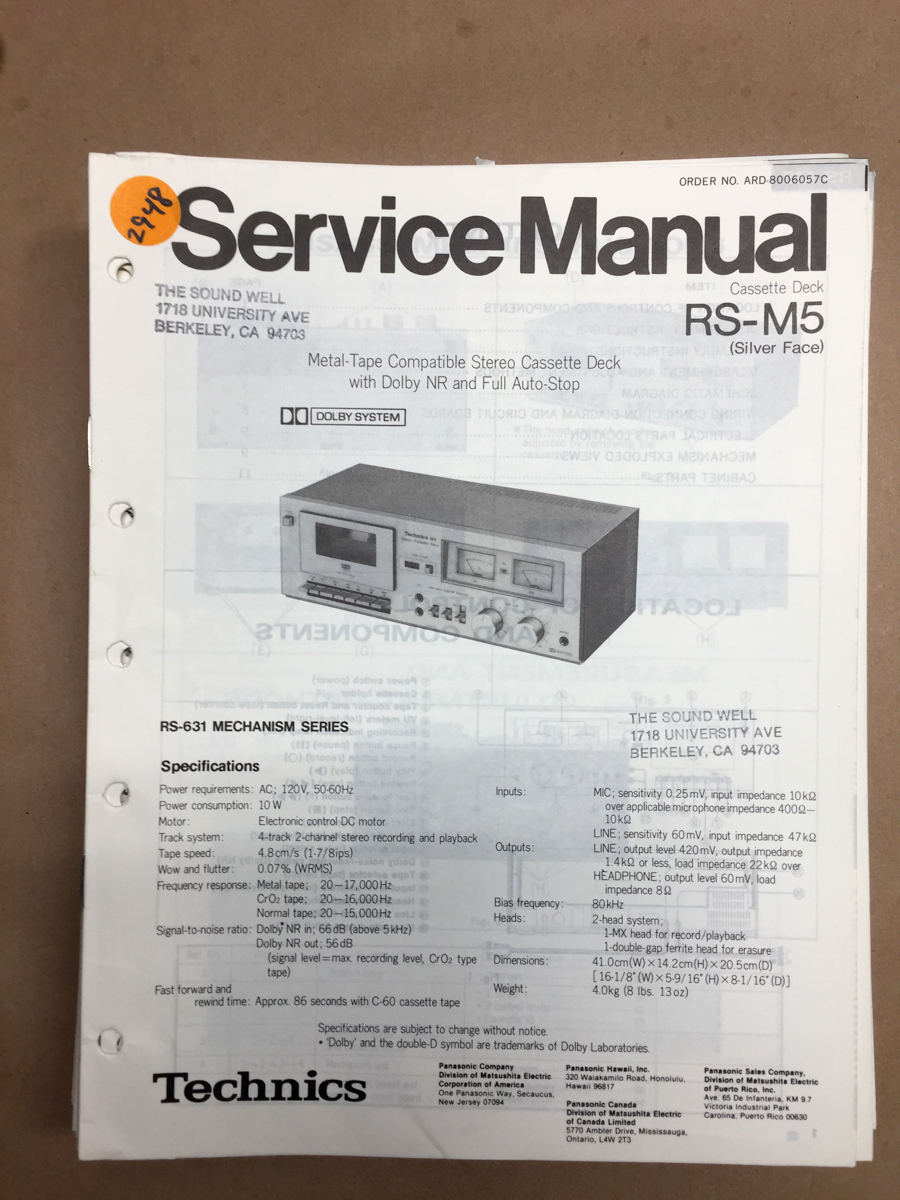 ORDER NO. ARD-8006057C
2948
Service Manual
Cassette Deck
RS-M5
(Silver Face)
THE SOUND WELL
1718 UNIVERSITY AVE
BERKELEY, CA 94703
Metal-Tape Compatible Stereo Cassette Deck
with Dolby NR and Full Auto-Stop
DOLBY SYSTEM
Technics
RS-631 MECHANISM SERIES
THE SOUND WELL
1718 UNIVERSITY AVE
BERKELEY, CA 94703
Specifications
Power requirements: AC; 120V, 50-60Hz
Power consumption: 10W
Motor: Electronic control DC motor
Track system: 4-track 2-channel stereo recording and playback
Tape speed: 4.8cm/s (1-7/8ips)
Wow and flutter: 0.07% (WRMS)
Frequency response: Metal tape; 20—17,000Hz
CrO2 tape; 20—16,000Hz
Normal tape; 20—15,000Hz
Signal-to-noise ratio: Dolby NR in; 66dB (above 5kHz)
Dolby NR out; 56dB
(signal level=max. recording level, CrO2 type
tape)
Fast forward and
rewind time: Approx. 86 seconds with C-60 cassette tape
Inputs: MIC; sensitivity 0.25mV, input impedance 10kΩ
over applicable microphone impedance 400Ω—
10kΩ
LINE; sensitivity 60mV, input impedance 47kΩ
Outputs: LINE; output level 420mV, output impedance
1.4kΩ or less, load impedance 22kΩ over
HEADPHONE; output level 60mV, load
impedance 8Ω
Bias frequency: 80kHz
Heads: 2-head system;
1-MX head for record/playback
1-double-gap ferrite head for erasure
Dimensions: 41.0cm(W)×14.2cm(H)×20.5cm(D)
[16-1/8"(W)×5-9/16"(H)×8-1/16"(D)]
Weight: 4.0kg (8 lbs. 13oz)
Specifications are subject to change without notice.
• 'Dolby' and the double-D symbol are trademarks of Dolby Laboratories.
Technics
Panasonic Company
Division of Matsushita Electric
Corporation of America
One Panasonic Way, Secaucus,
New Jersey 07094
Panasonic Hawaii, Inc.
320 Waiakamilo Road, Honolulu,
Hawaii 96817
Panasonic Canada
Division of Matsushita Electric
of Canada Limited
5770 Ambler Drive, Mississauga,
Ontario, L4W 2T3
Panasonic Sales Company,
Division of Matsushita Electric
of Puerto Rico, Inc.
Ave. 65 De Infanteria, KM 9.7
Victoria Industrial Park
Carolina, Puerto Rico 00630